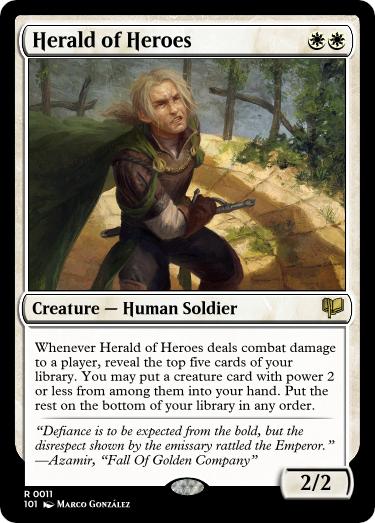 Herald of Heroes
Creature — Human Soldier
Whenever Herald of Heroes deals combat damage
to a player, reveal the top five cards of your
library. You may put a creature card with power 2
or less from among them into your hand. Put the
rest on the bottom of your library in any order.
“Defiance is to be expected from the bold, but the
disrespect shown by the emissary rattled the Emperor.”
—Azamir, “Fall Of Golden Company”
2/2
R 0011
101 Marco González